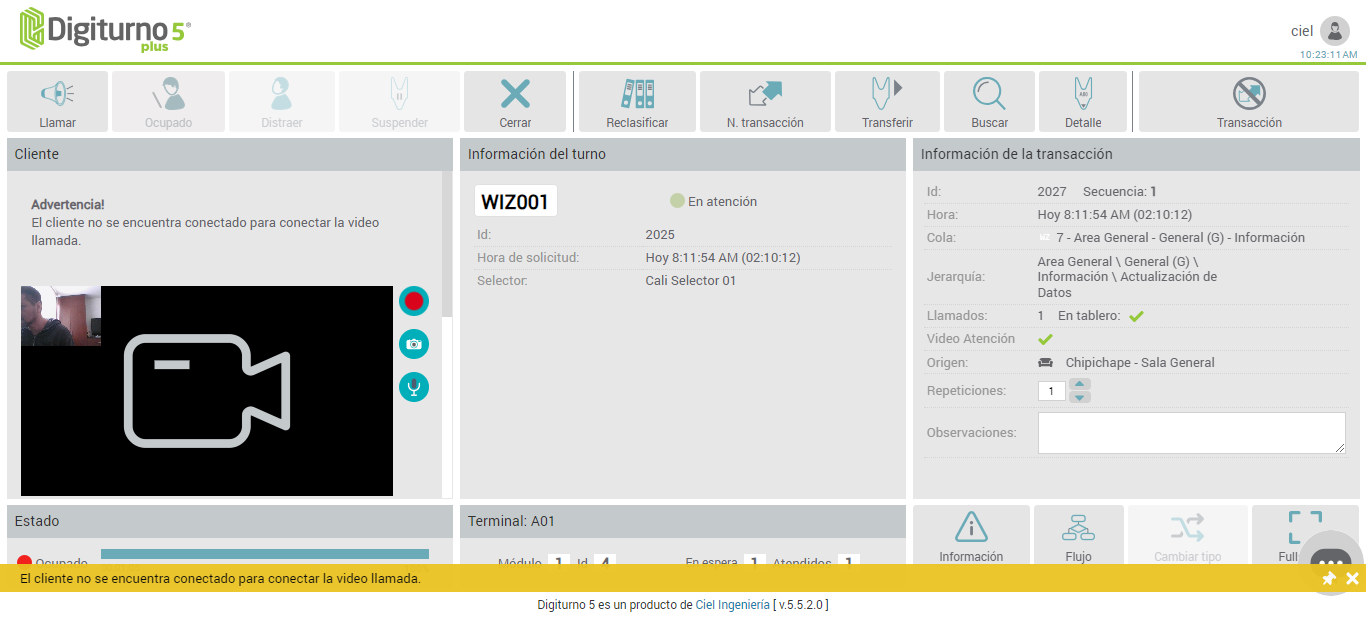 Digiturno 5®
plus
ciel
10:23:11AM
Llamar
Ocupado
Distraer
Suspender
Cerrar
Reclasificar
N. transacción
Transferir
Buscar
Detalle
Transacción
Cliente
Advertencia!
El cliente no se encuentra conectado para conectar la video
llamada.
Información del turno
WIZ001 En atención
Id: 2025
Hora de solicitud: Hoy 8:11:54 AM (02:10:12)
Selector: Cali Selector 01
Información de la transacción
Id: 2027 Secuencia: 1
Hora: Hoy 8:11:54 AM (02:10:12)
Cola: WIZ 7 - Area General - General (G) - Información
Jerarquía: Area General \ General (G) \
Información \ Actualización de
Datos
Llamados: 1 En tablero:
Video Atención
Origen: Chipichape - Sala General
Repeticiones: 1
Observaciones:
Estado
Ocupado
Terminal: A01
Módulo 1 Id 4 En espera 1 Atendidos 1
Información
Flujo
Cambiar tipo
Full
El cliente no se encuentra conectado para conectar la video llamada.
Digiturno 5 es un producto de Ciel Ingeniería [ v.5.5.2.0 ]